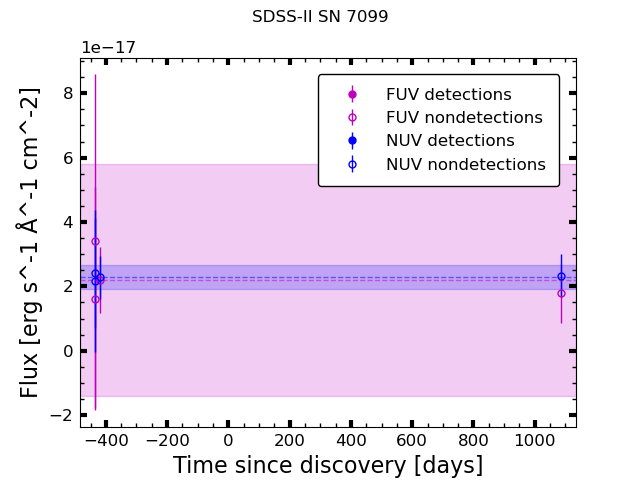 SDSS-II SN 7099
1e−17
FUV detections
FUV nondetections
NUV detections
NUV nondetections
8
6
4
2
0
−2
Flux [erg s^-1 Å^-1 cm^-2]
−400 −200 0 200 400 600 800 1000
Time since discovery [days]